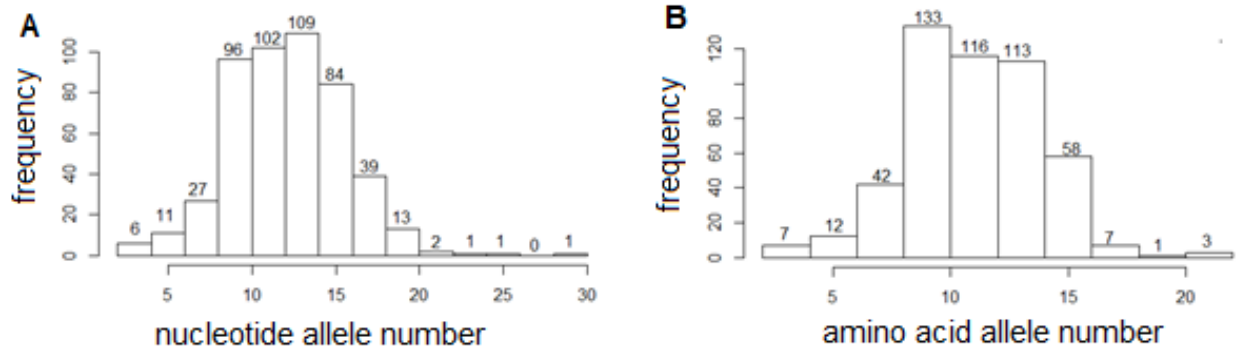 A
frequency
0 20 40 60 80 100
6 11 27 96 102 109 84 39 13 2 1 1 0 1
5 10 15 20 25 30
nucleotide allele number
B
frequency
0 20 40 60 80 120
7 12 42 133 116 113 58 7 1 3
5 10 15 20
amino acid allele number